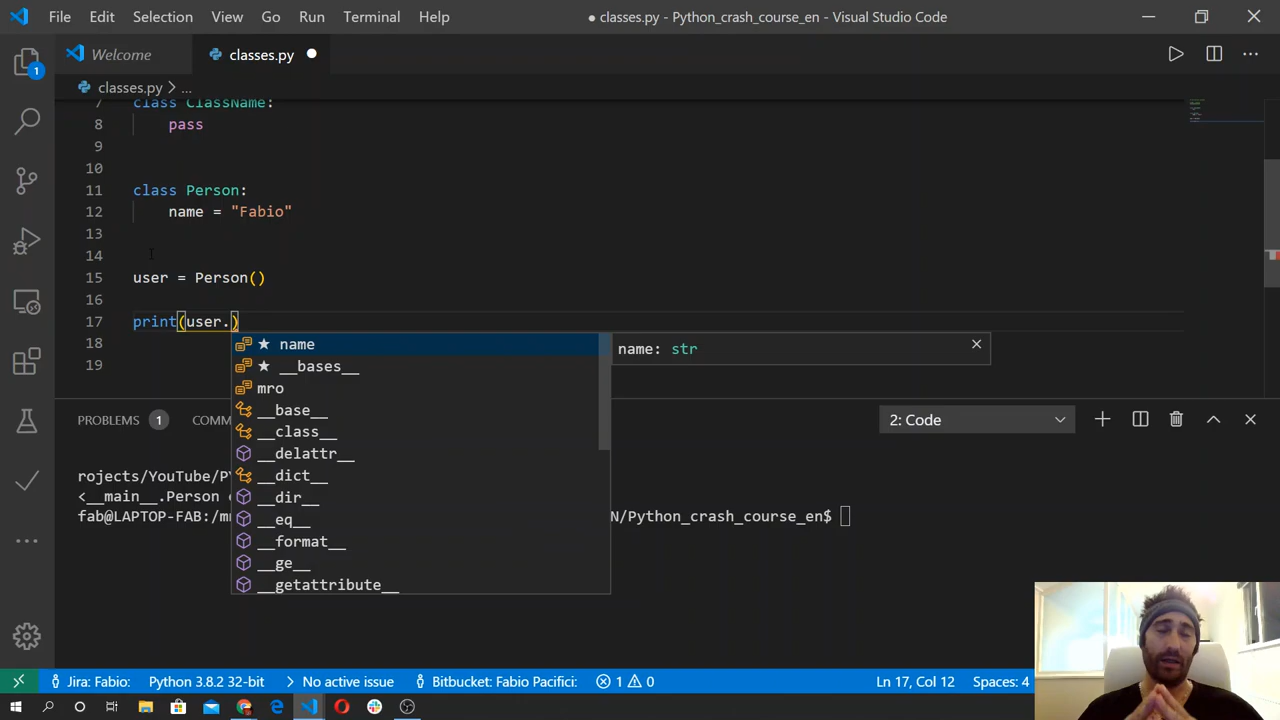 File Edit Selection View Go Run Terminal Help ● classes.py - Python_crash_course_en - Visual Studio Code
Welcome classes.py
classes.py > ...
1
7 class ClassName:
8 pass
9
10
11 class Person:
12 name = "Fabio"
13
14
15 user = Person()
16
17 print(user.)
18
19
★ name
★ __bases__
mro
__base__
__class__
__delattr__
__dict__
__dir__
__eq__
__format__
__ge__
__getattribute__
name: str
PROBLEMS 1 COMM 2: Code
rojects/YouTube/P
<__main__.Person
fab@LAPTOP-FAB:/m N/Python_crash_course_en$
Jira: Fabio: Python 3.8.2 32-bit No active issue Bitbucket: Fabio Pacifici: 1 0 Ln 17, Col 12 Spaces: 4